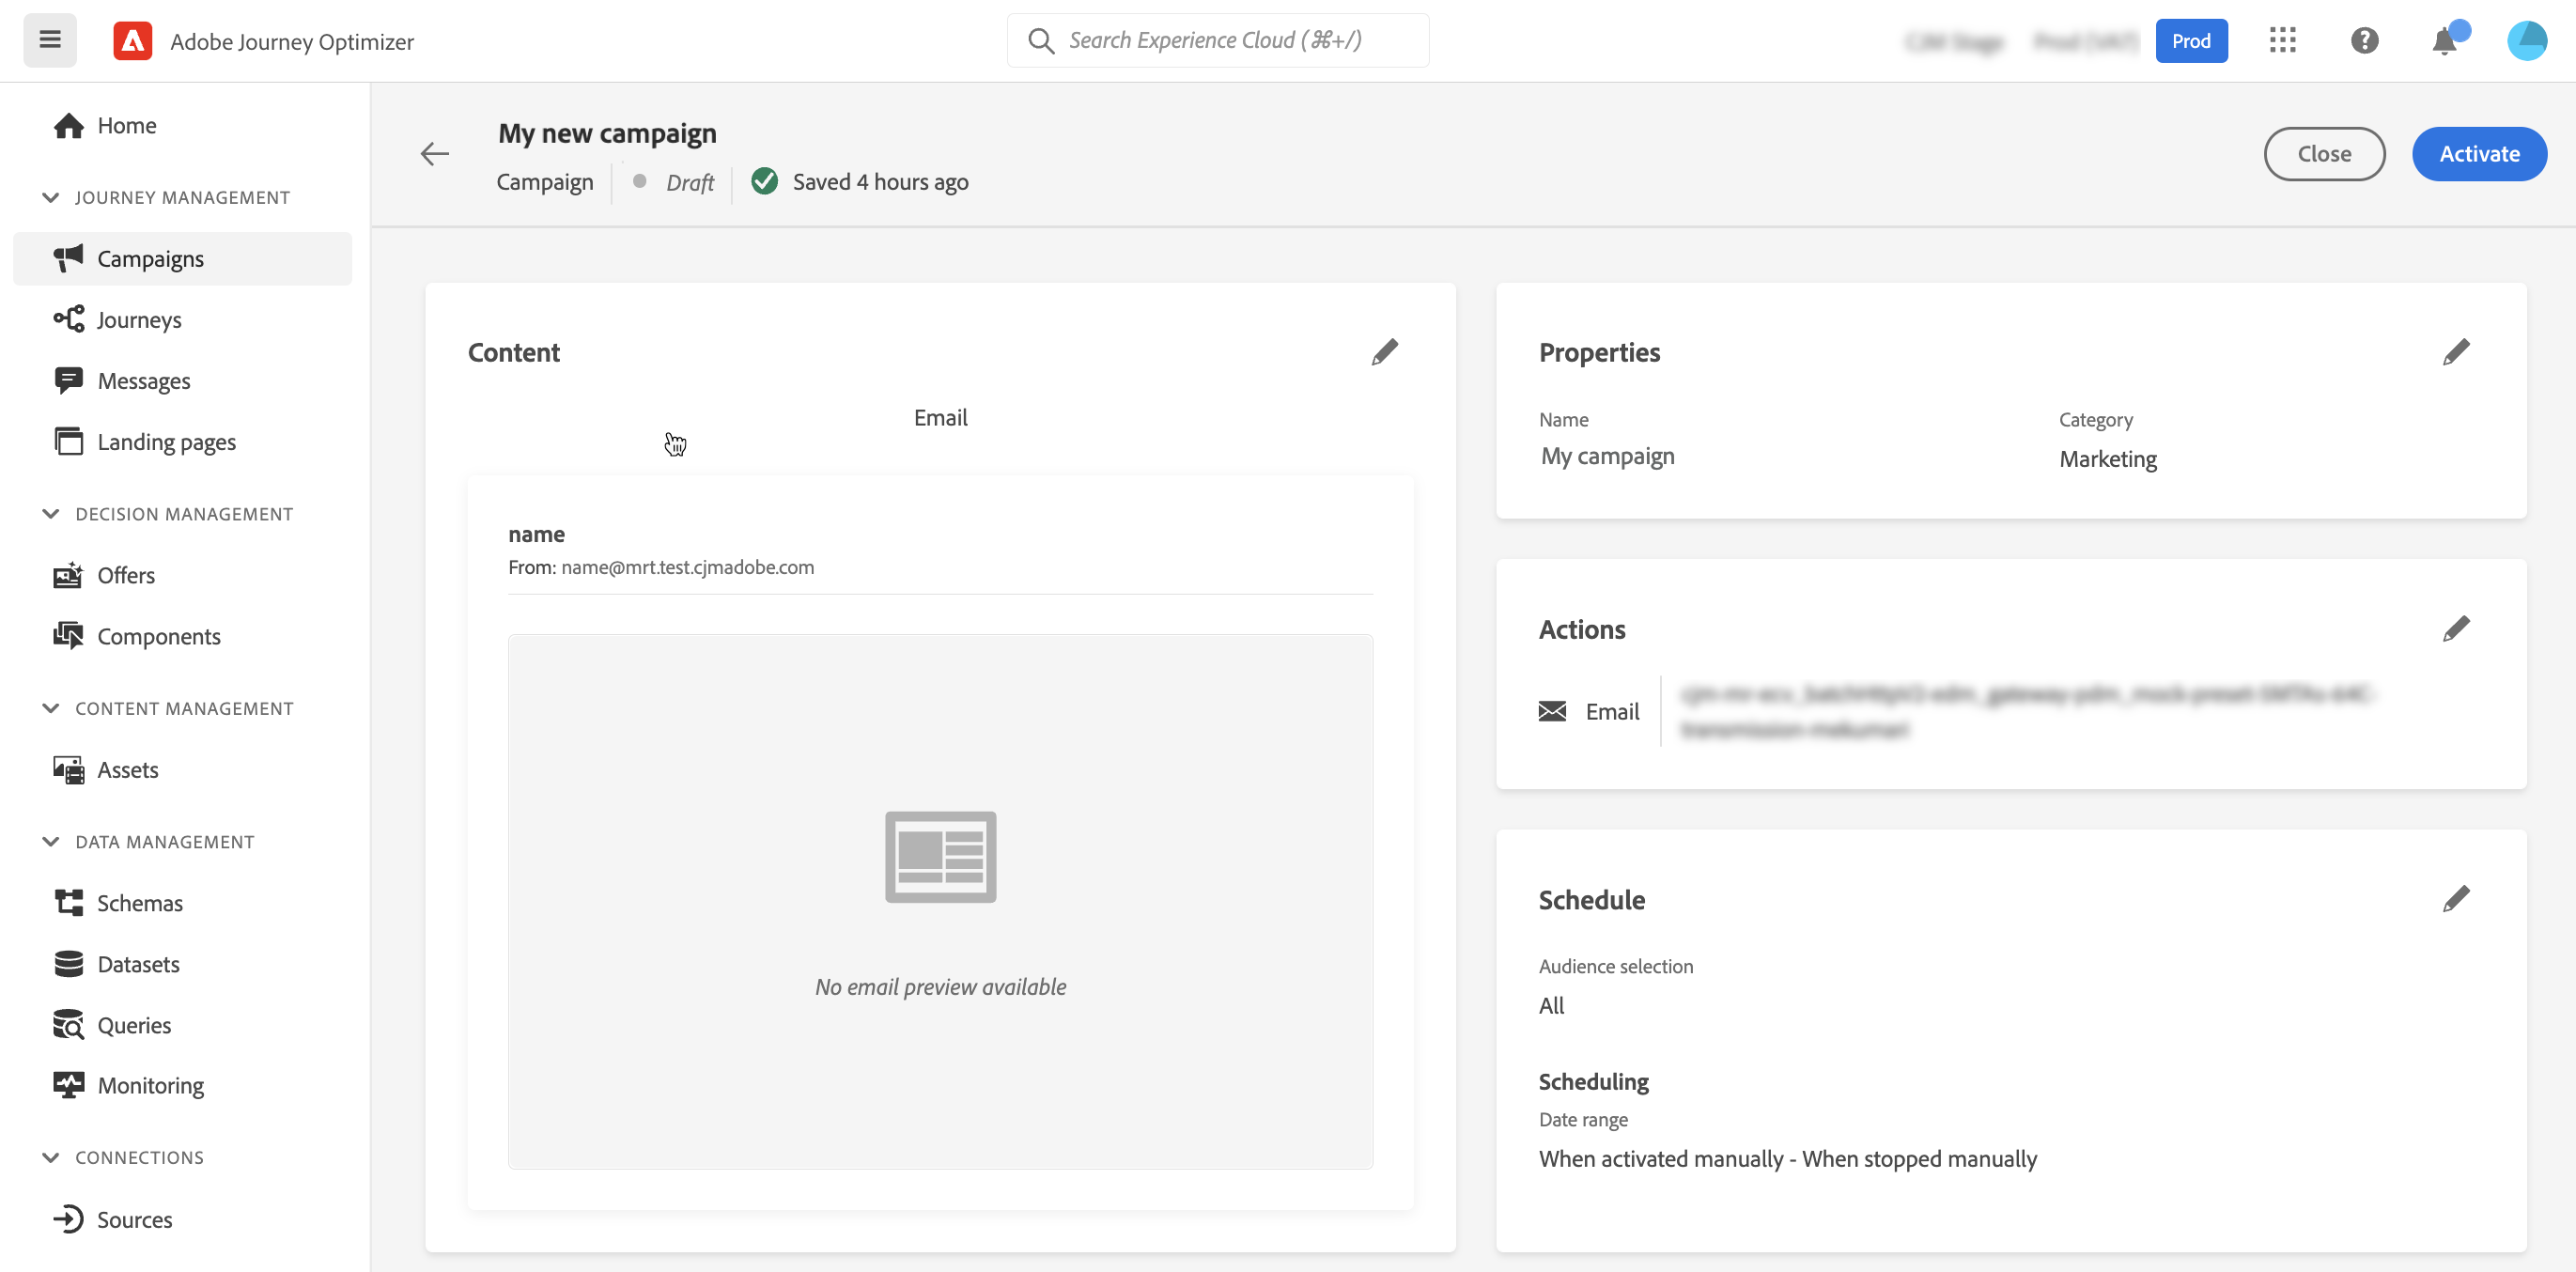 Adobe Journey Optimizer
Search Experience Cloud (⌘+/)
Prod
Home
JOURNEY MANAGEMENT
Campaigns
Journeys
Messages
Landing pages
DECISION MANAGEMENT
Offers
Components
CONTENT MANAGEMENT
Assets
DATA MANAGEMENT
Schemas
Datasets
Queries
Monitoring
CONNECTIONS
Sources
My new campaign
Campaign Draft Saved 4 hours ago
Close Activate
Content
Email
name
From: name@mrt.test.cjmadobe.com
No email preview available
Properties
Name Category
My campaign Marketing
Actions
Email
Schedule
Audience selection
All
Scheduling
Date range
When activated manually - When stopped manually